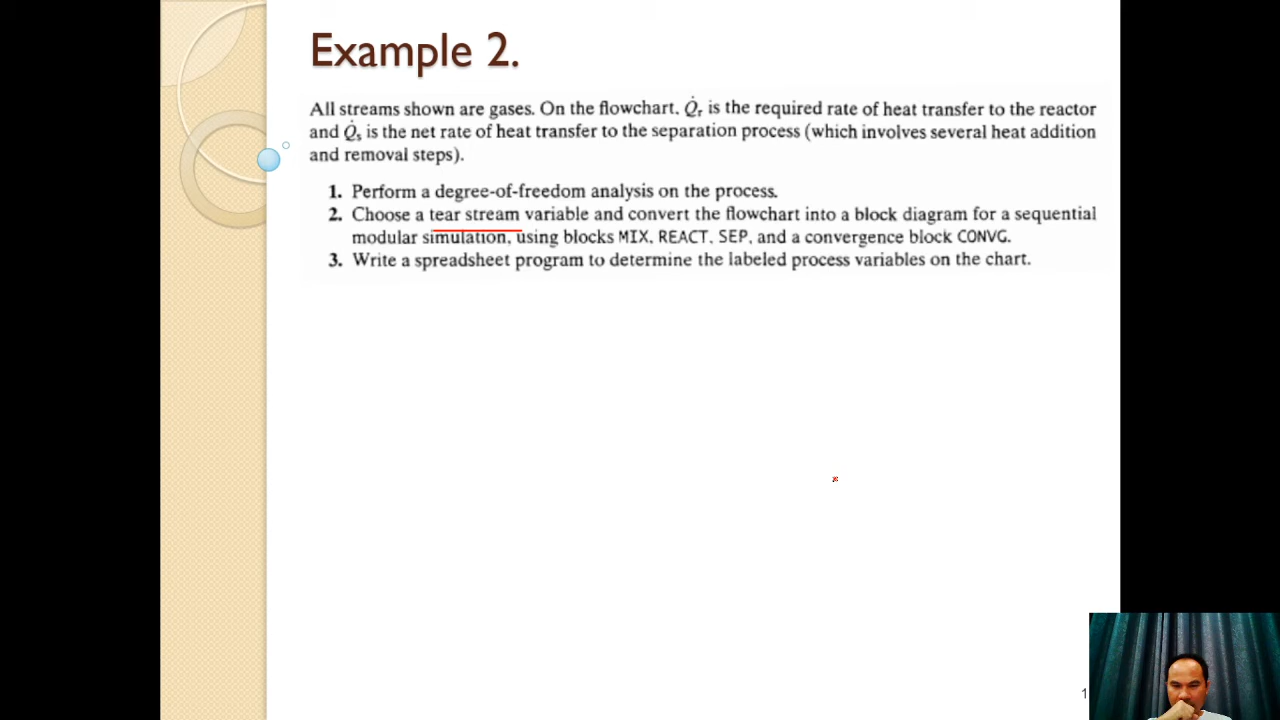 Example 2.
All streams shown are gases. On the flowchart, Q̇r is the required rate of heat transfer to the reactor
and Q̇s is the net rate of heat transfer to the separation process (which involves several heat addition
and removal steps).
1. Perform a degree-of-freedom analysis on the process.
2. Choose a tear stream variable and convert the flowchart into a block diagram for a sequential
modular simulation, using blocks MIX, REACT, SEP, and a convergence block CONVG.
3. Write a spreadsheet program to determine the labeled process variables on the chart.
1